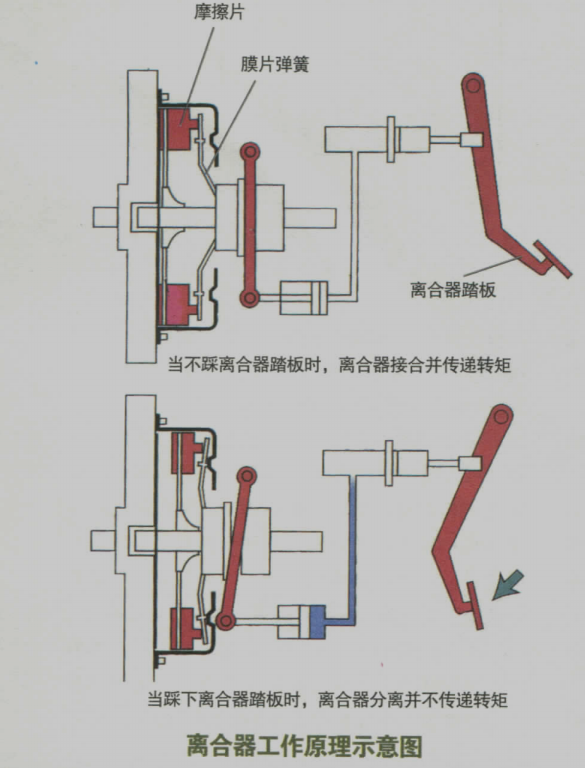 摩擦片
膜片弹簧
离合器踏板
当不踩离合器踏板时，离合器接合并传递转矩
当踩下离合器踏板时，离合器分离并不传递转矩
离合器工作原理示意图